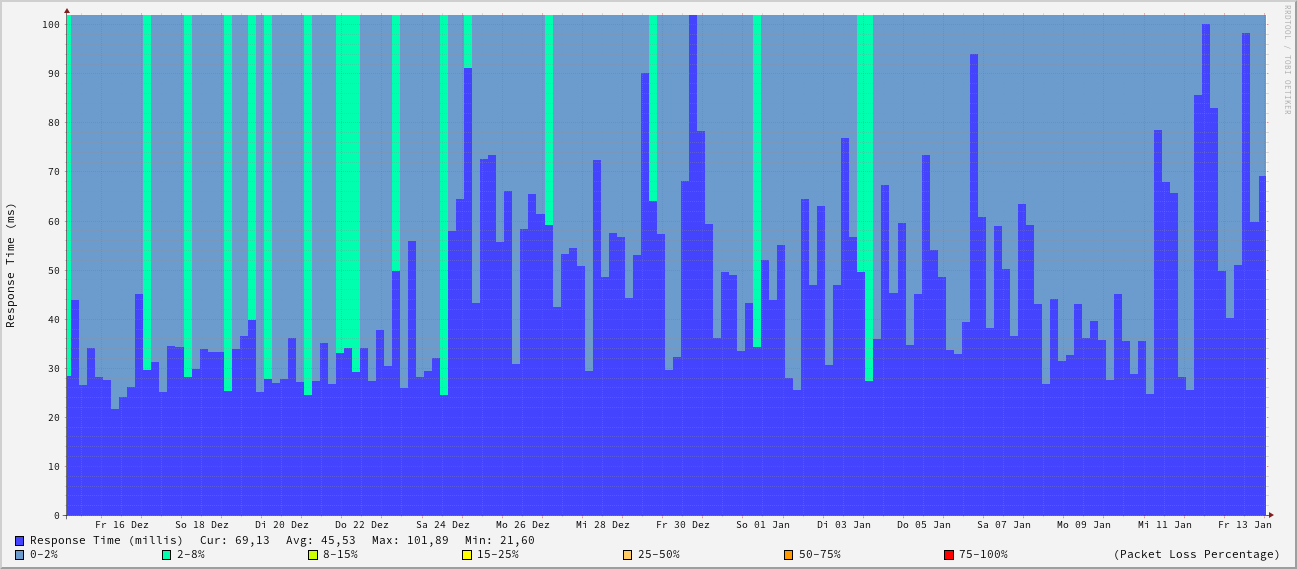 RRDTOOL / TOBI OETIKER
Response Time (ms)
100
90
80
70
60
50
40
30
20
10
0
Fr 16 Dez So 18 Dez Di 20 Dez Do 22 Dez Sa 24 Dez Mo 26 Dez Mi 28 Dez Fr 30 Dez So 01 Jan Di 03 Jan Do 05 Jan Sa 07 Jan Mo 09 Jan Mi 11 Jan Fr 13 Jan
Response Time (millis) Cur: 69,13 Avg: 45,53 Max: 101,89 Min: 21,60
0-2% 2-8% 8-15% 15-25% 25-50% 50-75% 75-100% (Packet Loss Percentage)